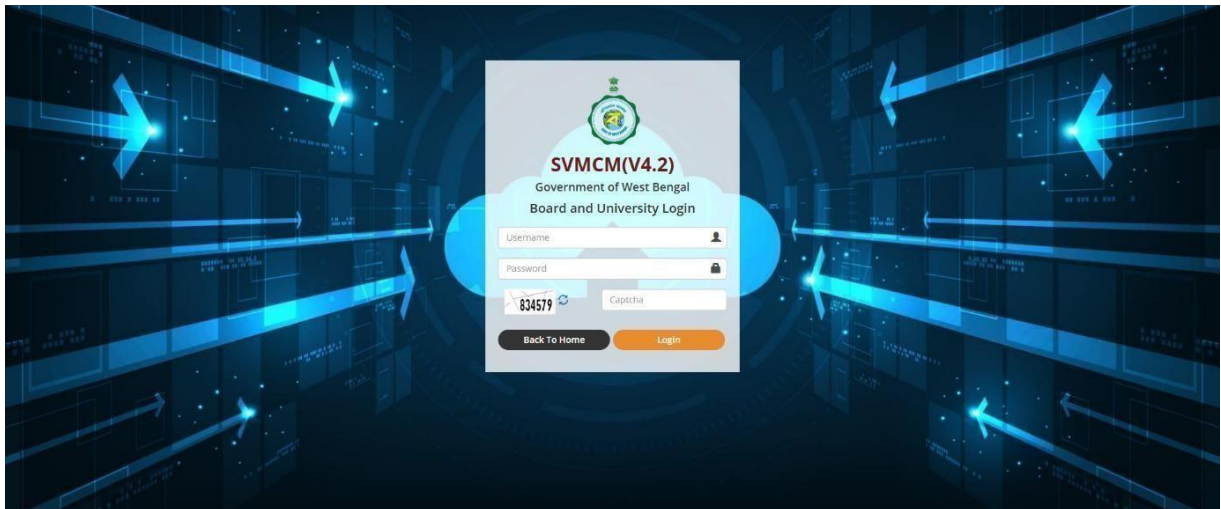 SVMCM(V4.2)
Government of West Bengal
Board and University Login
Username
Password
834579 Captcha
Back To Home Login